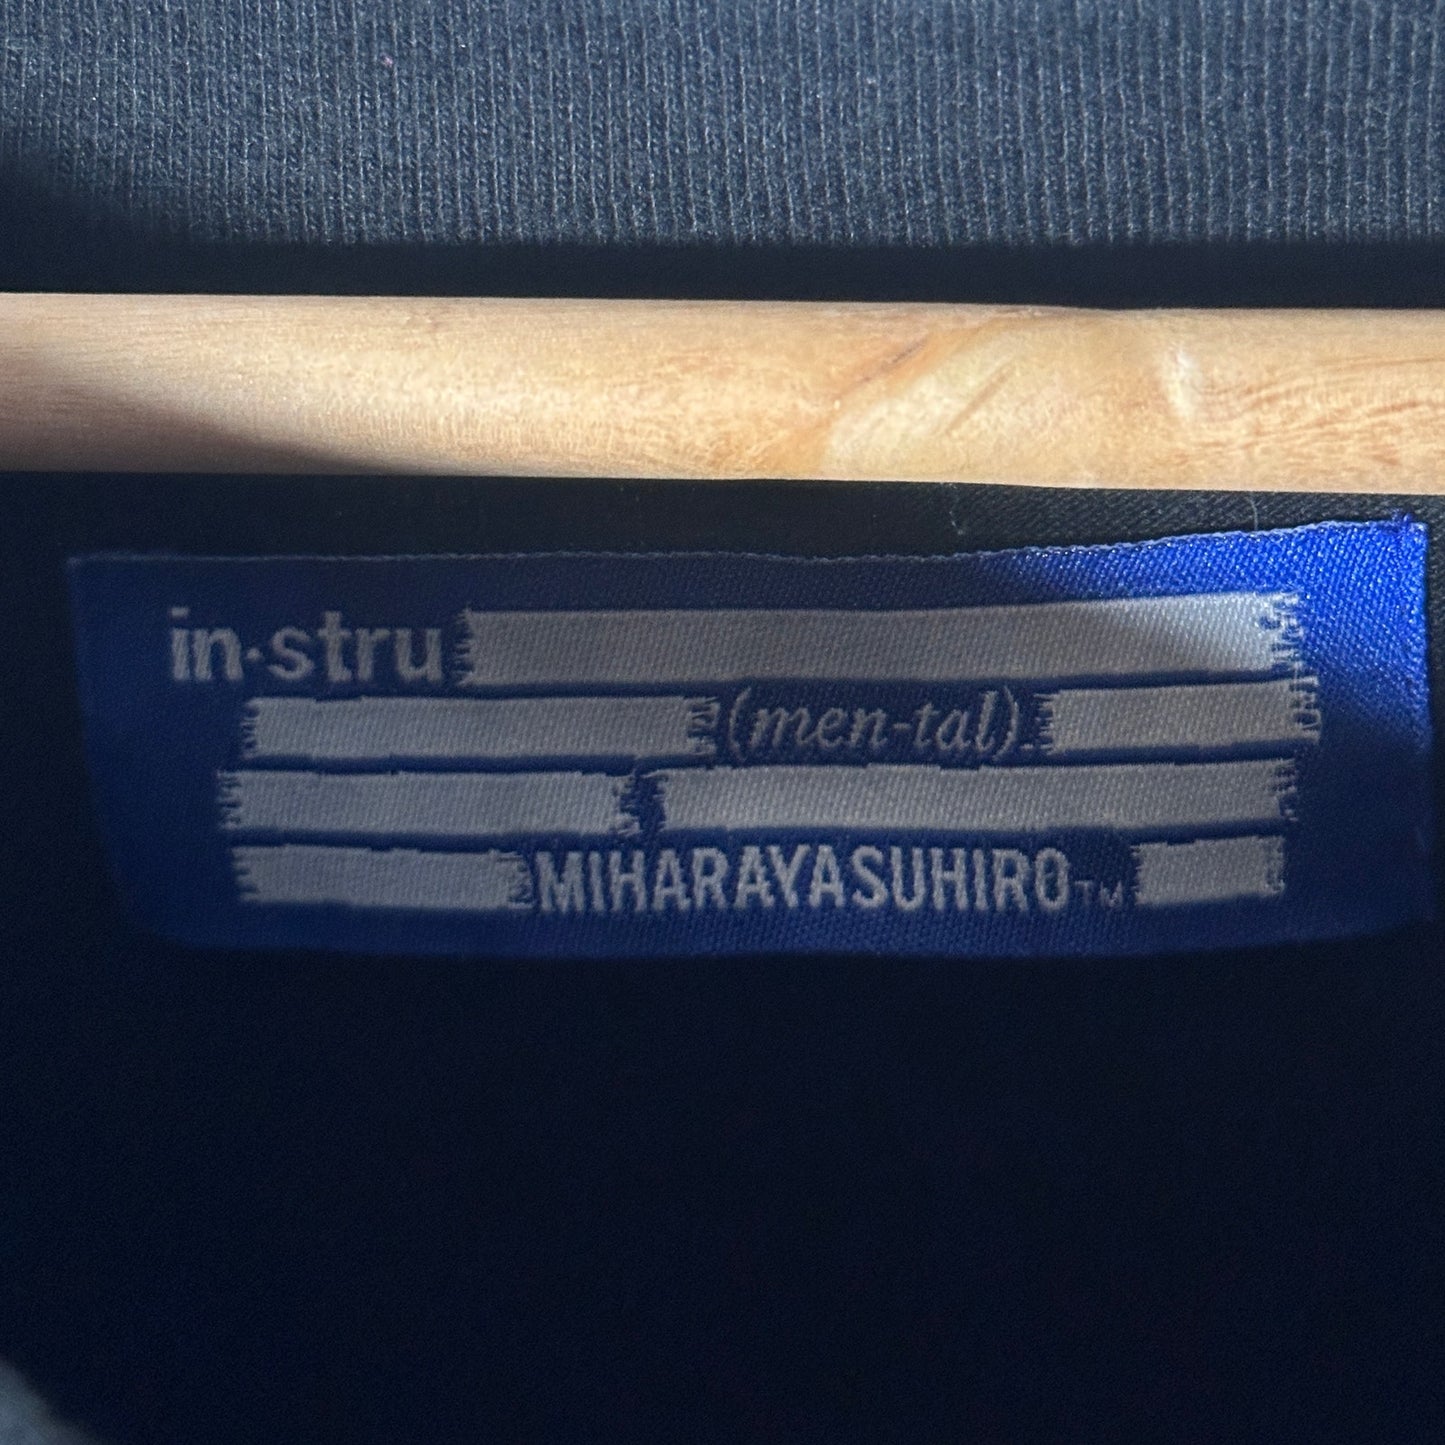 in·stru
(men-tal).
MIHARAYASUHIRO™